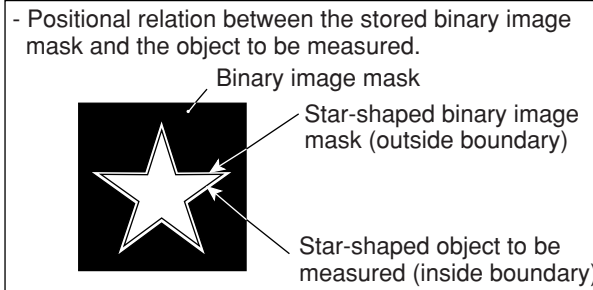 - Positional relation between the stored binary image
mask and the object to be measured.
Binary image mask
Star-shaped binary image
mask (outside boundary)
Star-shaped object to be
measured (inside boundary)